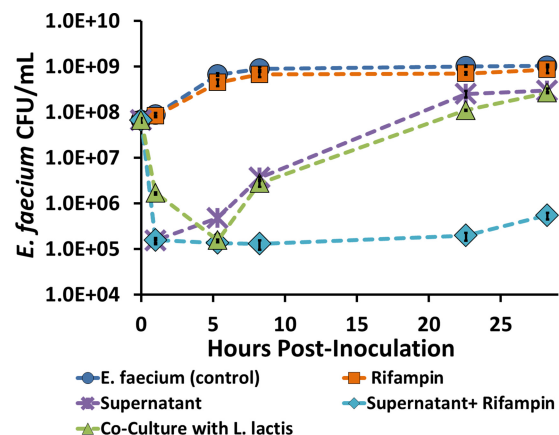 1.0E+10
1.0E+09
1.0E+08
1.0E+07
1.0E+06
1.0E+05
1.0E+04
E. faecium CFU/mL
0 5 10 15 20 25
Hours Post-Inoculation
E. faecium (control) Rifampin
Supernatant Supernatant+ Rifampin
Co-Culture with L. lactis